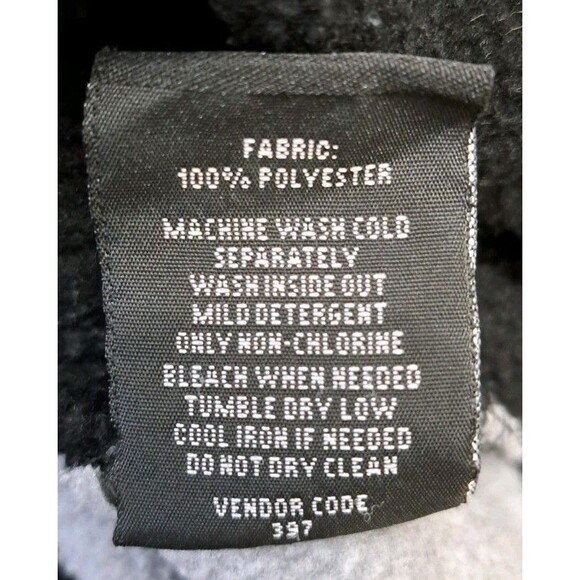 FABRIC:
100% POLYESTER
MACHINE WASH COLD
SEPARATELY
WASH INSIDE OUT
MILD DETERGENT
ONLY NON-CHLORINE
BLEACH WHEN NEEDED
TUMBLE DRY LOW
COOL IRON IF NEEDED
DO NOT DRY CLEAN
VENDOR CODE
397